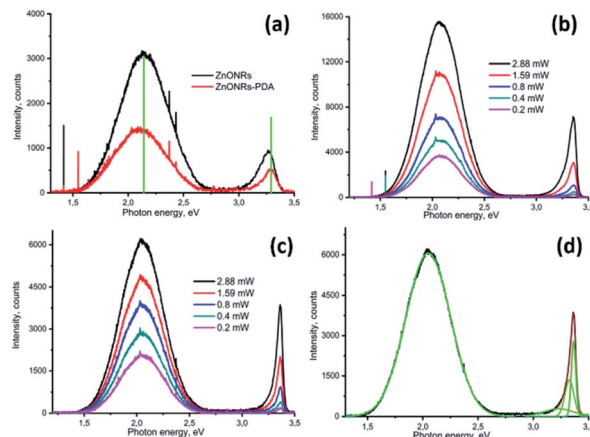 (a)
4000
3000
2000
1000
0
Intensity, counts
1,5 2,0 2,5 3,0 3,5
Photon energy, eV
ZnONRs
ZnONRs-PDA
(b)
16000
12000
8000
4000
0
Intensity, counts
1,5 2,0 2,5 3,0 3,5
Photon energy, eV
2.88 mW
1.59 mW
0.8 mW
0.4 mW
0.2 mW
(c)
6000
4500
3000
1500
0
Intensity, counts
1,5 2,0 2,5 3,0 3,5
Photon energy, eV
2.88 mW
1.59 mW
0.8 mW
0.4 mW
0.2 mW
(d)
6000
4500
3000
1500
0
Intensity, counts
1,5 2,0 2,5 3,0 3,5
Photon energy, eV